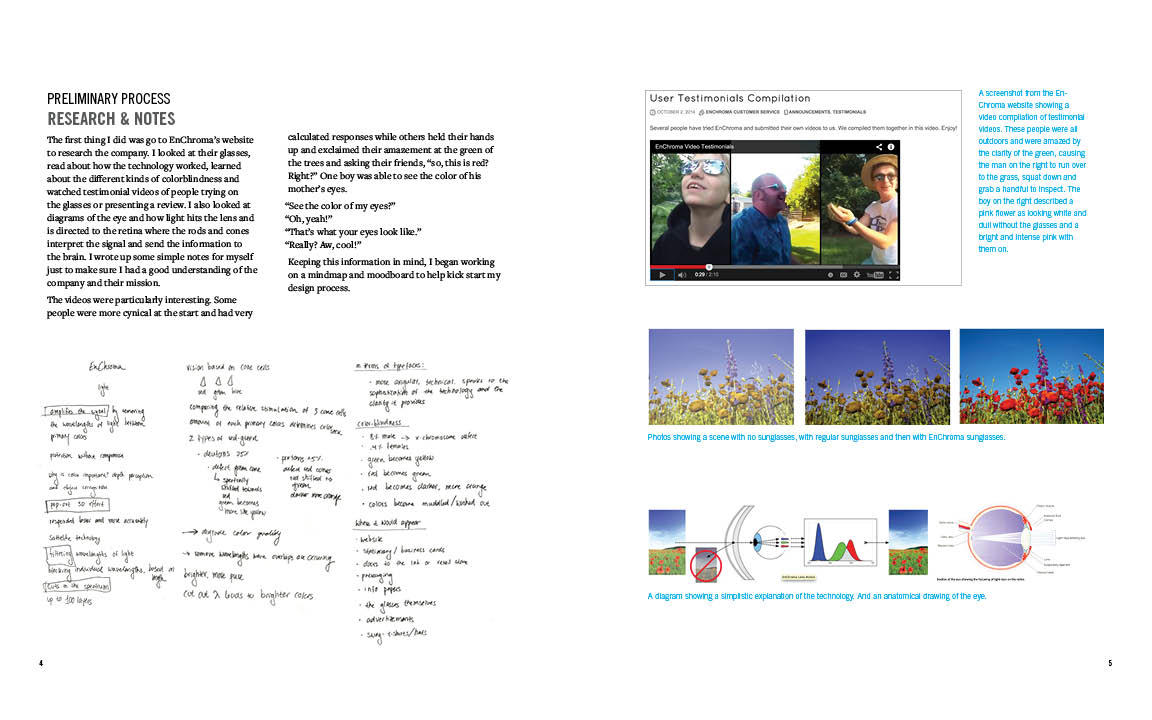 PRELIMINARY PROCESS
RESEARCH & NOTES
The first thing I did was go to EnChroma's website
to research the company. I looked at their glasses,
read about how the technology worked, learned
about the different kinds of colorblindness and
watched testimonial videos of people trying on
the glasses or presenting a review. I also looked at
diagrams of the eye and how light hits the lens and
is directed to the retina where the rods and cones
interpret the signal and send the information to
the brain. I wrote up some simple notes for myself
just to make sure I had a good understanding of the
company and their mission.
The videos were particularly interesting. Some
people were more cynical at the start and had very
calculated responses while others held their hands
up and exclaimed their amazement at the green of
the trees and asking their friends, "so, this is red?
Right?" One boy was able to see the color of his
mother's eyes.
"See the color of my eyes?"
"Oh, yeah!"
"That's what your eyes look like."
"Really? Aw, cool!"
Keeping this information in mind, I began working
on a mindmap and moodboard to help kick start my
design process.
EnChroma
light
amplifies the signal by removing
the wavelengths of light between
primary colors
protection without compromise
why is color important? depth perception
and object recognition
pop-out 3D effect
responded faster and more accurately
satellite technology
filtering wavelengths of light
blocking individual wavelengths, based on
length
cuts in the spectrum
up to 100 layers
vision based on cone cells
red green blue
comparing the relative stimulation of 3 cone cells
amount of each primary colors determines color
2 types of red-green
· deutons 75%
· defect green cone
spectrally
shifted towards
red
green becomes
more like yellow
· protons 25%
defect red cones
red shifted to
green
darker more orange
→ improve color quality
→ remove wavelengths where overlaps are occuring
brighter, more pure
cut out λ leads to brighter colors
in terms of typefaces:
· more angular, technical. speaks to the
sophistication of the technology and the
clarity it provides
color-blindness
· 8% male → x-chromosome defect
· .4% females
· green becomes yellow
· red becomes green
· red becomes darker, more orange
· colors become muddled/washed out
where it would appear
· website
· stationary / business cards
· doors to the lab or retail store
· packaging
· info papers
· the glasses themselves
· advertisements
· swag- t-shirts/hats
4
User Testimonials Compilation
OCTOBER 2, 2014 ENCHROMA CUSTOMER SERVICE ANNOUNCEMENTS, TESTIMONIALS
Several people have tried EnChroma and submitted their own videos to us. We compiled them together in this video. Enjoy!
EnChroma Video Testimonials
0:29 / 2:10
YouTube
A screenshot from the En-
Chroma website showing a
video compilation of testimonial
videos. These people were all
outdoors and were amazed by
the clarity of the green, causing
the man on the right to run over
to the grass, squat down and
grab a handful to inspect. The
boy on the right described a
pink flower as looking white and
dull without the glasses and a
bright and intense pink with
them on.
Photos showing a scene with no sunglasses, with regular sunglasses and then with EnChroma sunglasses.
A diagram showing a simplistic explanation of the technology. And an anatomical drawing of the eye.
5